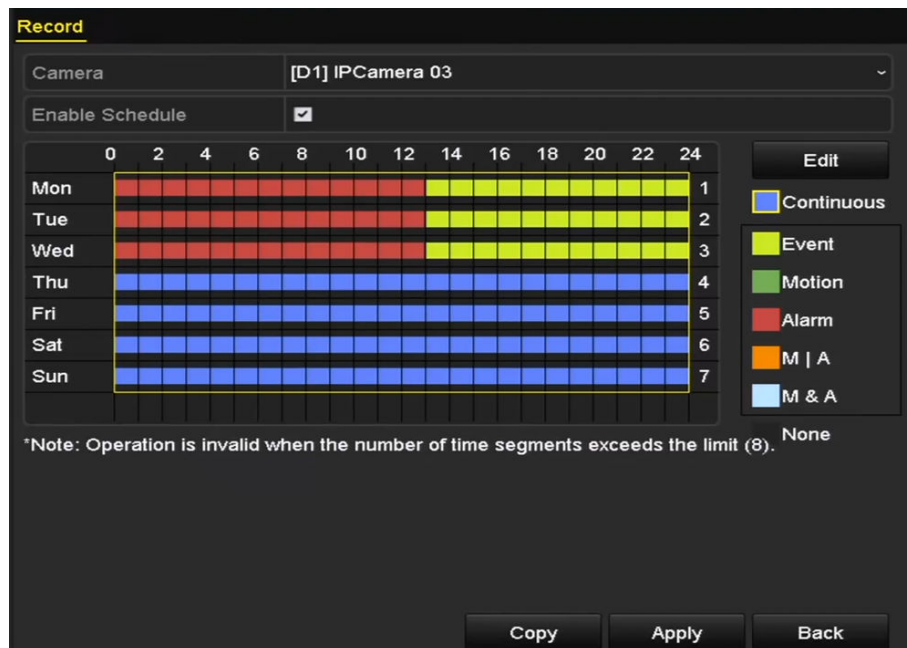 Record
Camera [D1] IPCamera 03
Enable Schedule
0 2 4 6 8 10 12 14 16 18 20 22 24
Edit
Mon 1
Continuous
Tue 2
Event
Wed 3
Thu 4
Motion
Fri 5
Alarm
Sat 6
M | A
Sun 7
M & A
None
*Note: Operation is invalid when the number of time segments exceeds the limit (8).
Copy Apply Back